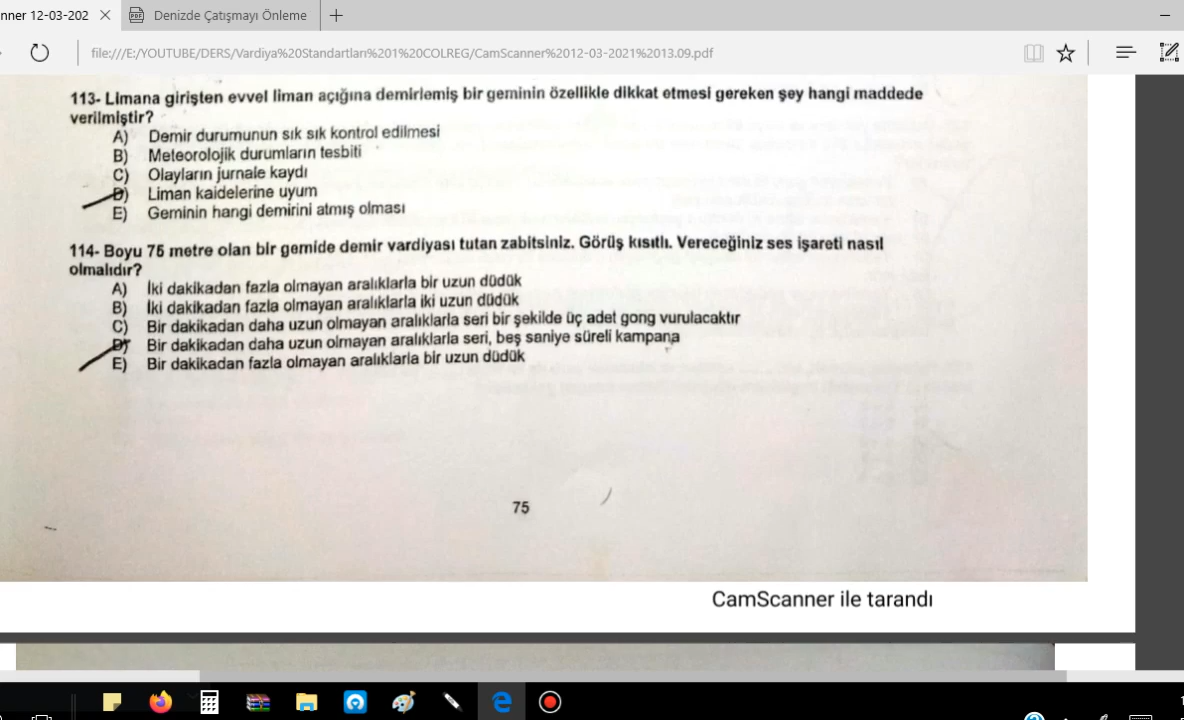 nner 12-03-202
Denizde Çatışmayı Önleme
file:///E:/YOUTUBE/DERS/Vardiya%20Standartları%201%20COLREG/CamScanner%2012-03-2021%2013.09.pdf
113- Limana girişten evvel liman açığına demirlemiş bir geminin özellikle dikkat etmesi gereken şey hangi maddede
verilmiştir?
A) Demir durumunun sık sık kontrol edilmesi
B) Meteorolojik durumların tesbiti
C) Olayların jurnale kaydı
D) Liman kaidelerine uyum
E) Geminin hangi demirini atmış olması
114- Boyu 75 metre olan bir gemide demir vardiyası tutan zabitsiniz. Görüş kısıtlı. Vereceğiniz ses işareti nasıl
olmalıdır?
A) İki dakikadan fazla olmayan aralıklarla bir uzun düdük
B) İki dakikadan fazla olmayan aralıklarla iki uzun düdük
C) Bir dakikadan daha uzun olmayan aralıklarla seri bir şekilde üç adet gong vurulacaktır
D) Bir dakikadan daha uzun olmayan aralıklarla seri, beş saniye süreli kampana
E) Bir dakikadan fazla olmayan aralıklarla bir uzun düdük
75
CamScanner ile tarandı